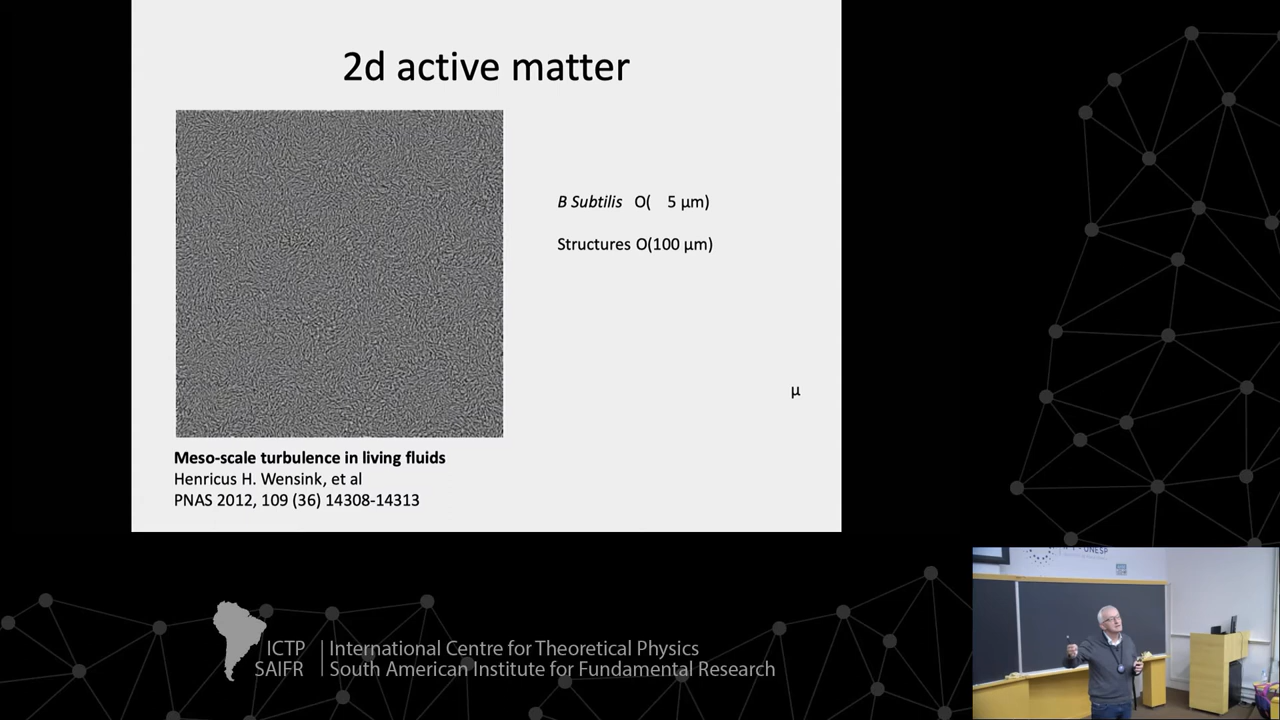 2d active matter
B Subtilis O( 5 μm)
Structures O(100 μm)
μ
Meso-scale turbulence in living fluids
Henricus H. Wensink, et al
PNAS 2012, 109 (36) 14308-14313
ICTP
SAIFR
International Centre for Theoretical Physics
South American Institute for Fundamental Research
UNESP